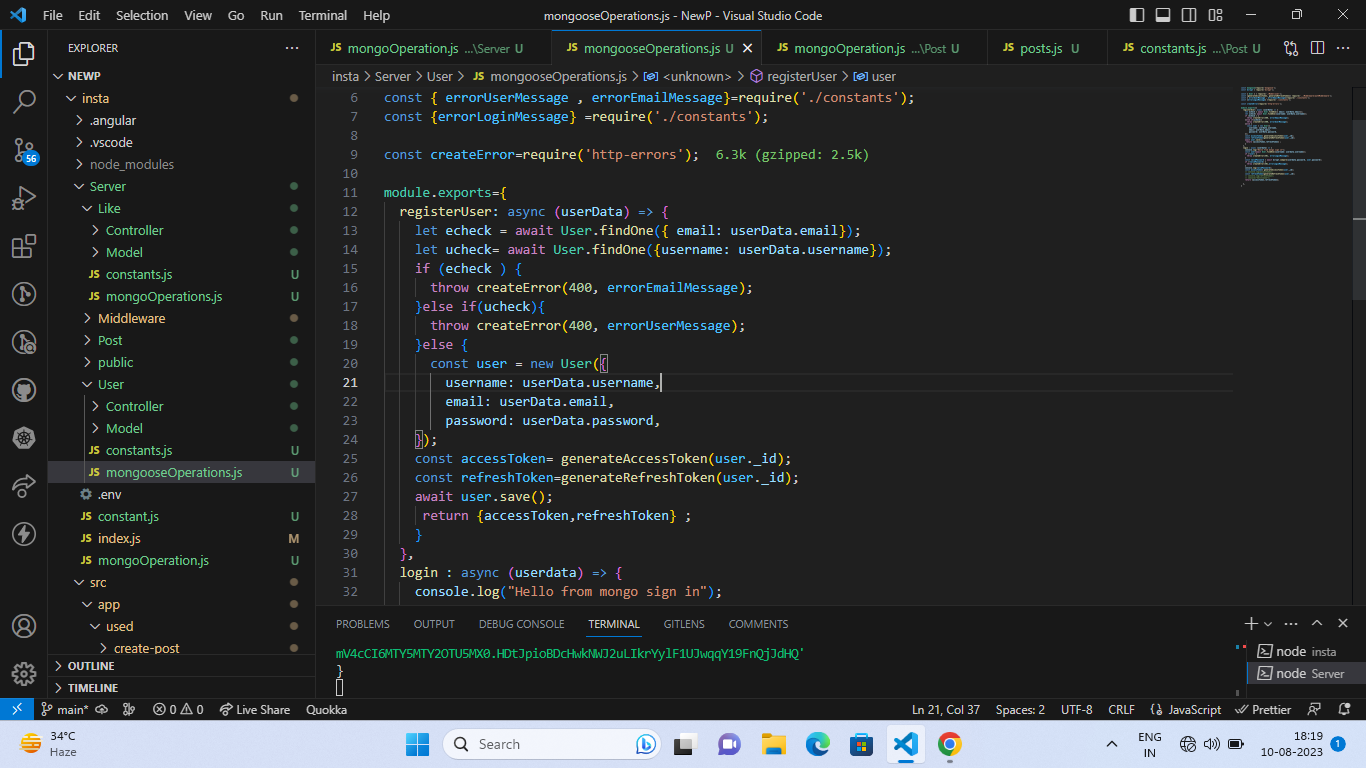 File Edit Selection View Go Run Terminal Help
mongooseOperations.js - NewP - Visual Studio Code
EXPLORER
NEWP
insta
.angular
.vscode
node_modules
Server
Like
Controller
Model
JS constants.js U
JS mongoOperations.js U
Middleware
Post
public
User
Controller
Model
JS constants.js U
JS mongooseOperations.js U
.env
JS constant.js U
JS index.js M
JS mongoOperation.js U
src
app
used
create-post
OUTLINE
TIMELINE
56
JS mongoOperation.js ...\Server U
JS mongooseOperations.js U
JS mongoOperation.js ...\Post U
JS posts.js U
JS constants.js ...\Post U
insta > Server > User > JS mongooseOperations.js > <unknown> > registerUser > user
6 const { errorUserMessage , errorEmailMessage}=require('./constants');
7 const {errorLoginMessage} =require('./constants');
8
9 const createError=require('http-errors'); 6.3k (gzipped: 2.5k)
10
11 module.exports={
12 registerUser: async (userData) => {
13 let echeck = await User.findOne({ email: userData.email});
14 let ucheck= await User.findOne({username: userData.username});
15 if (echeck ) {
16 throw createError(400, errorEmailMessage);
17 }else if(ucheck){
18 throw createError(400, errorUserMessage);
19 }else {
20 const user = new User({
21 username: userData.username,
22 email: userData.email,
23 password: userData.password,
24 });
25 const accessToken= generateAccessToken(user._id);
26 const refreshToken=generateRefreshToken(user._id);
27 await user.save();
28 return {accessToken,refreshToken} ;
29 }
30 },
31 login : async (userdata) => {
32 console.log("Hello from mongo sign in");
PROBLEMS OUTPUT DEBUG CONSOLE TERMINAL GITLENS COMMENTS
mV4cCI6MTY5MTY2OTU5MX0.HDtJpioBDcHwkNWJ2uLIkrYylF1UJwqqY19FnQjJdHQ'
}
node insta
node Server
main* 0 0 Live Share Quokka
Ln 21, Col 37 Spaces: 2 UTF-8 CRLF JavaScript Prettier
34°C
Haze
Search
ENG
IN
18:19
10-08-2023
1